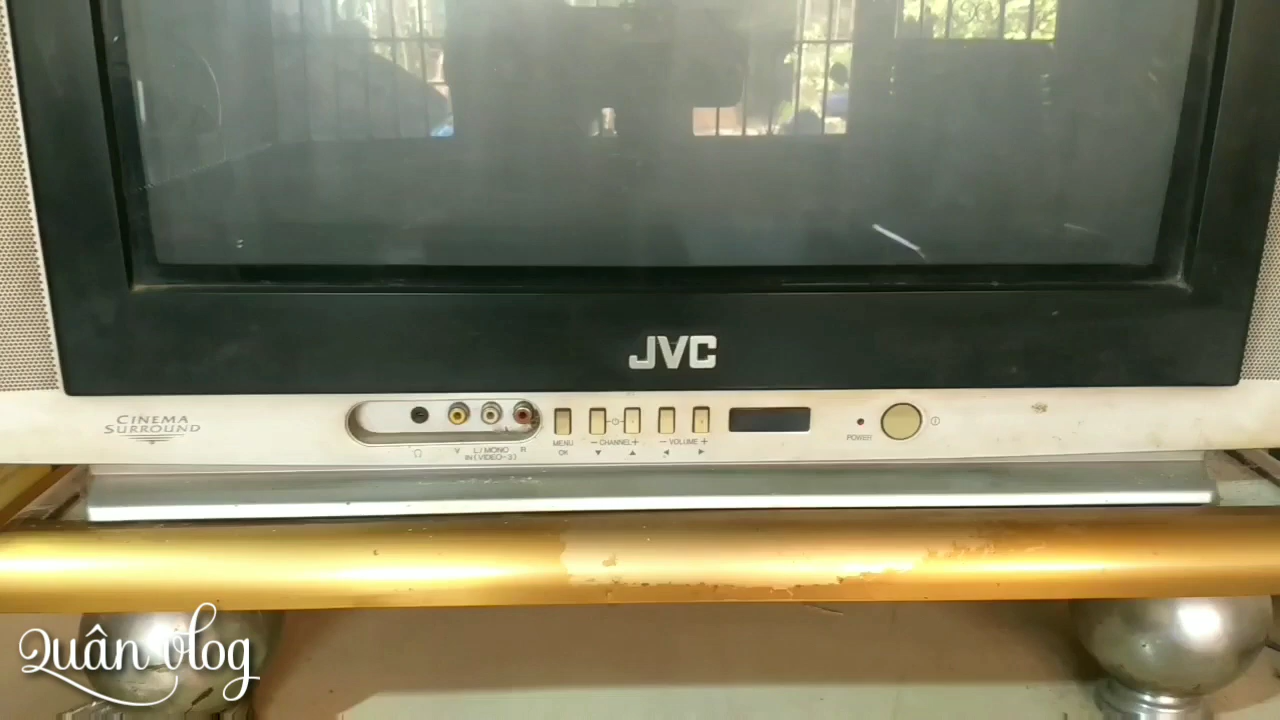 JVC
CINEMA
SURROUND
V L/MONO R
IN(VIDEO-3)
MENU
OK
− CHANNEL +
− VOLUME +
POWER
Quân vlog